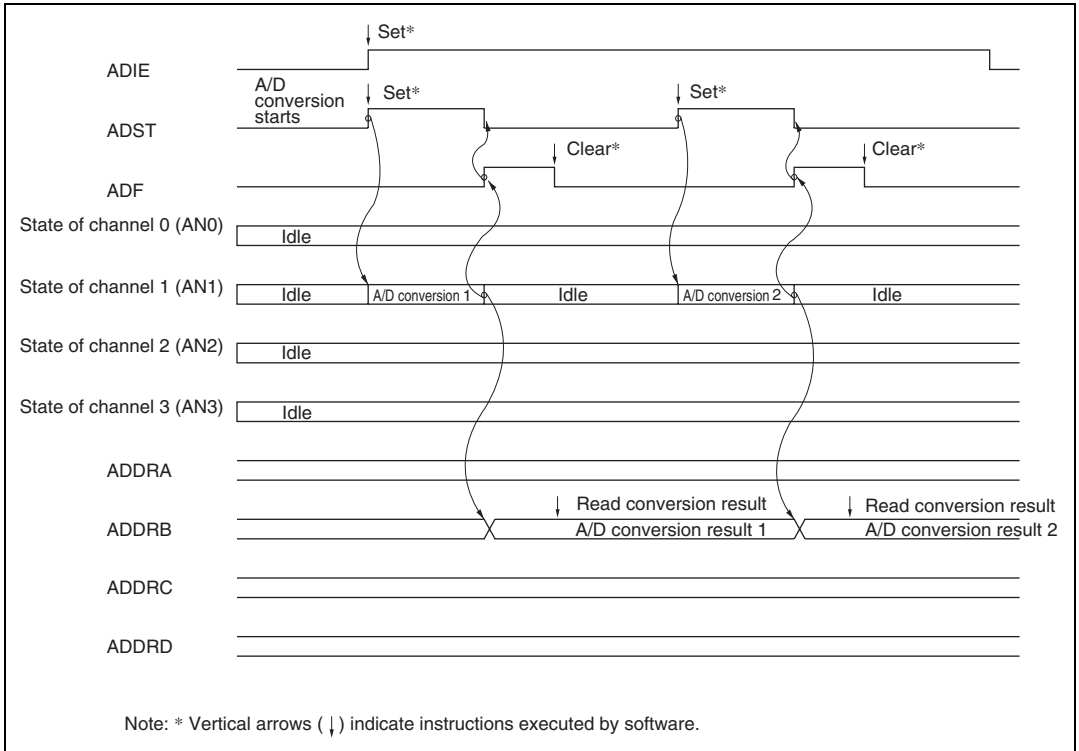 Set*
ADIE
A/D
conversion
starts
Set*
Set*
ADST
Clear*
Clear*
ADF
State of channel 0 (AN0)
Idle
State of channel 1 (AN1)
Idle
A/D conversion 1
Idle
A/D conversion 2
Idle
State of channel 2 (AN2)
Idle
State of channel 3 (AN3)
Idle
ADDRA
Read conversion result
Read conversion result
ADDRB
A/D conversion result 1
A/D conversion result 2
ADDRC
ADDRD
Note: * Vertical arrows (↓) indicate instructions executed by software.